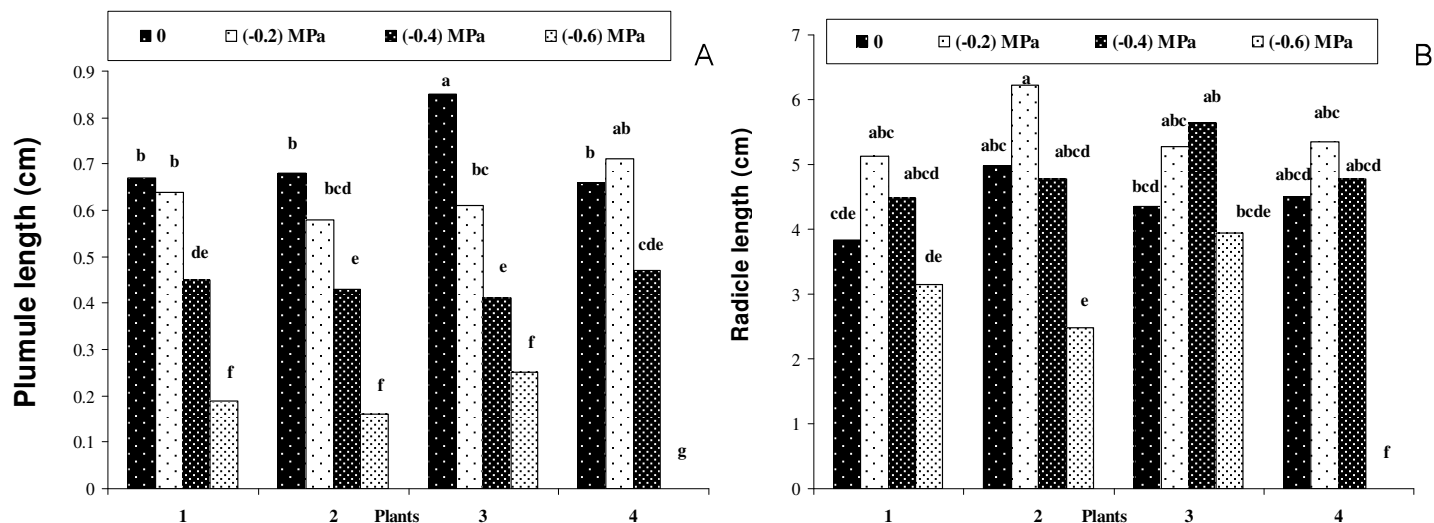 0 (-0.2) MPa (-0.4) MPa (-0.6) MPa
A
Plumule length (cm)
0.9
0.8
0.7
0.6
0.5
0.4
0.3
0.2
0.1
0
b b de f
b bcd e f
a bc e f
b ab cde g
1 2 Plants 3 4
0 (-0.2) MPa (-0.4) MPa (-0.6) MPa
B
Radicle length (cm)
7
6
5
4
3
2
1
0
cde abc abcd de
abc a abcd e
bcd abc ab bcde
abcd abc abcd f
1 2 Plants 3 4